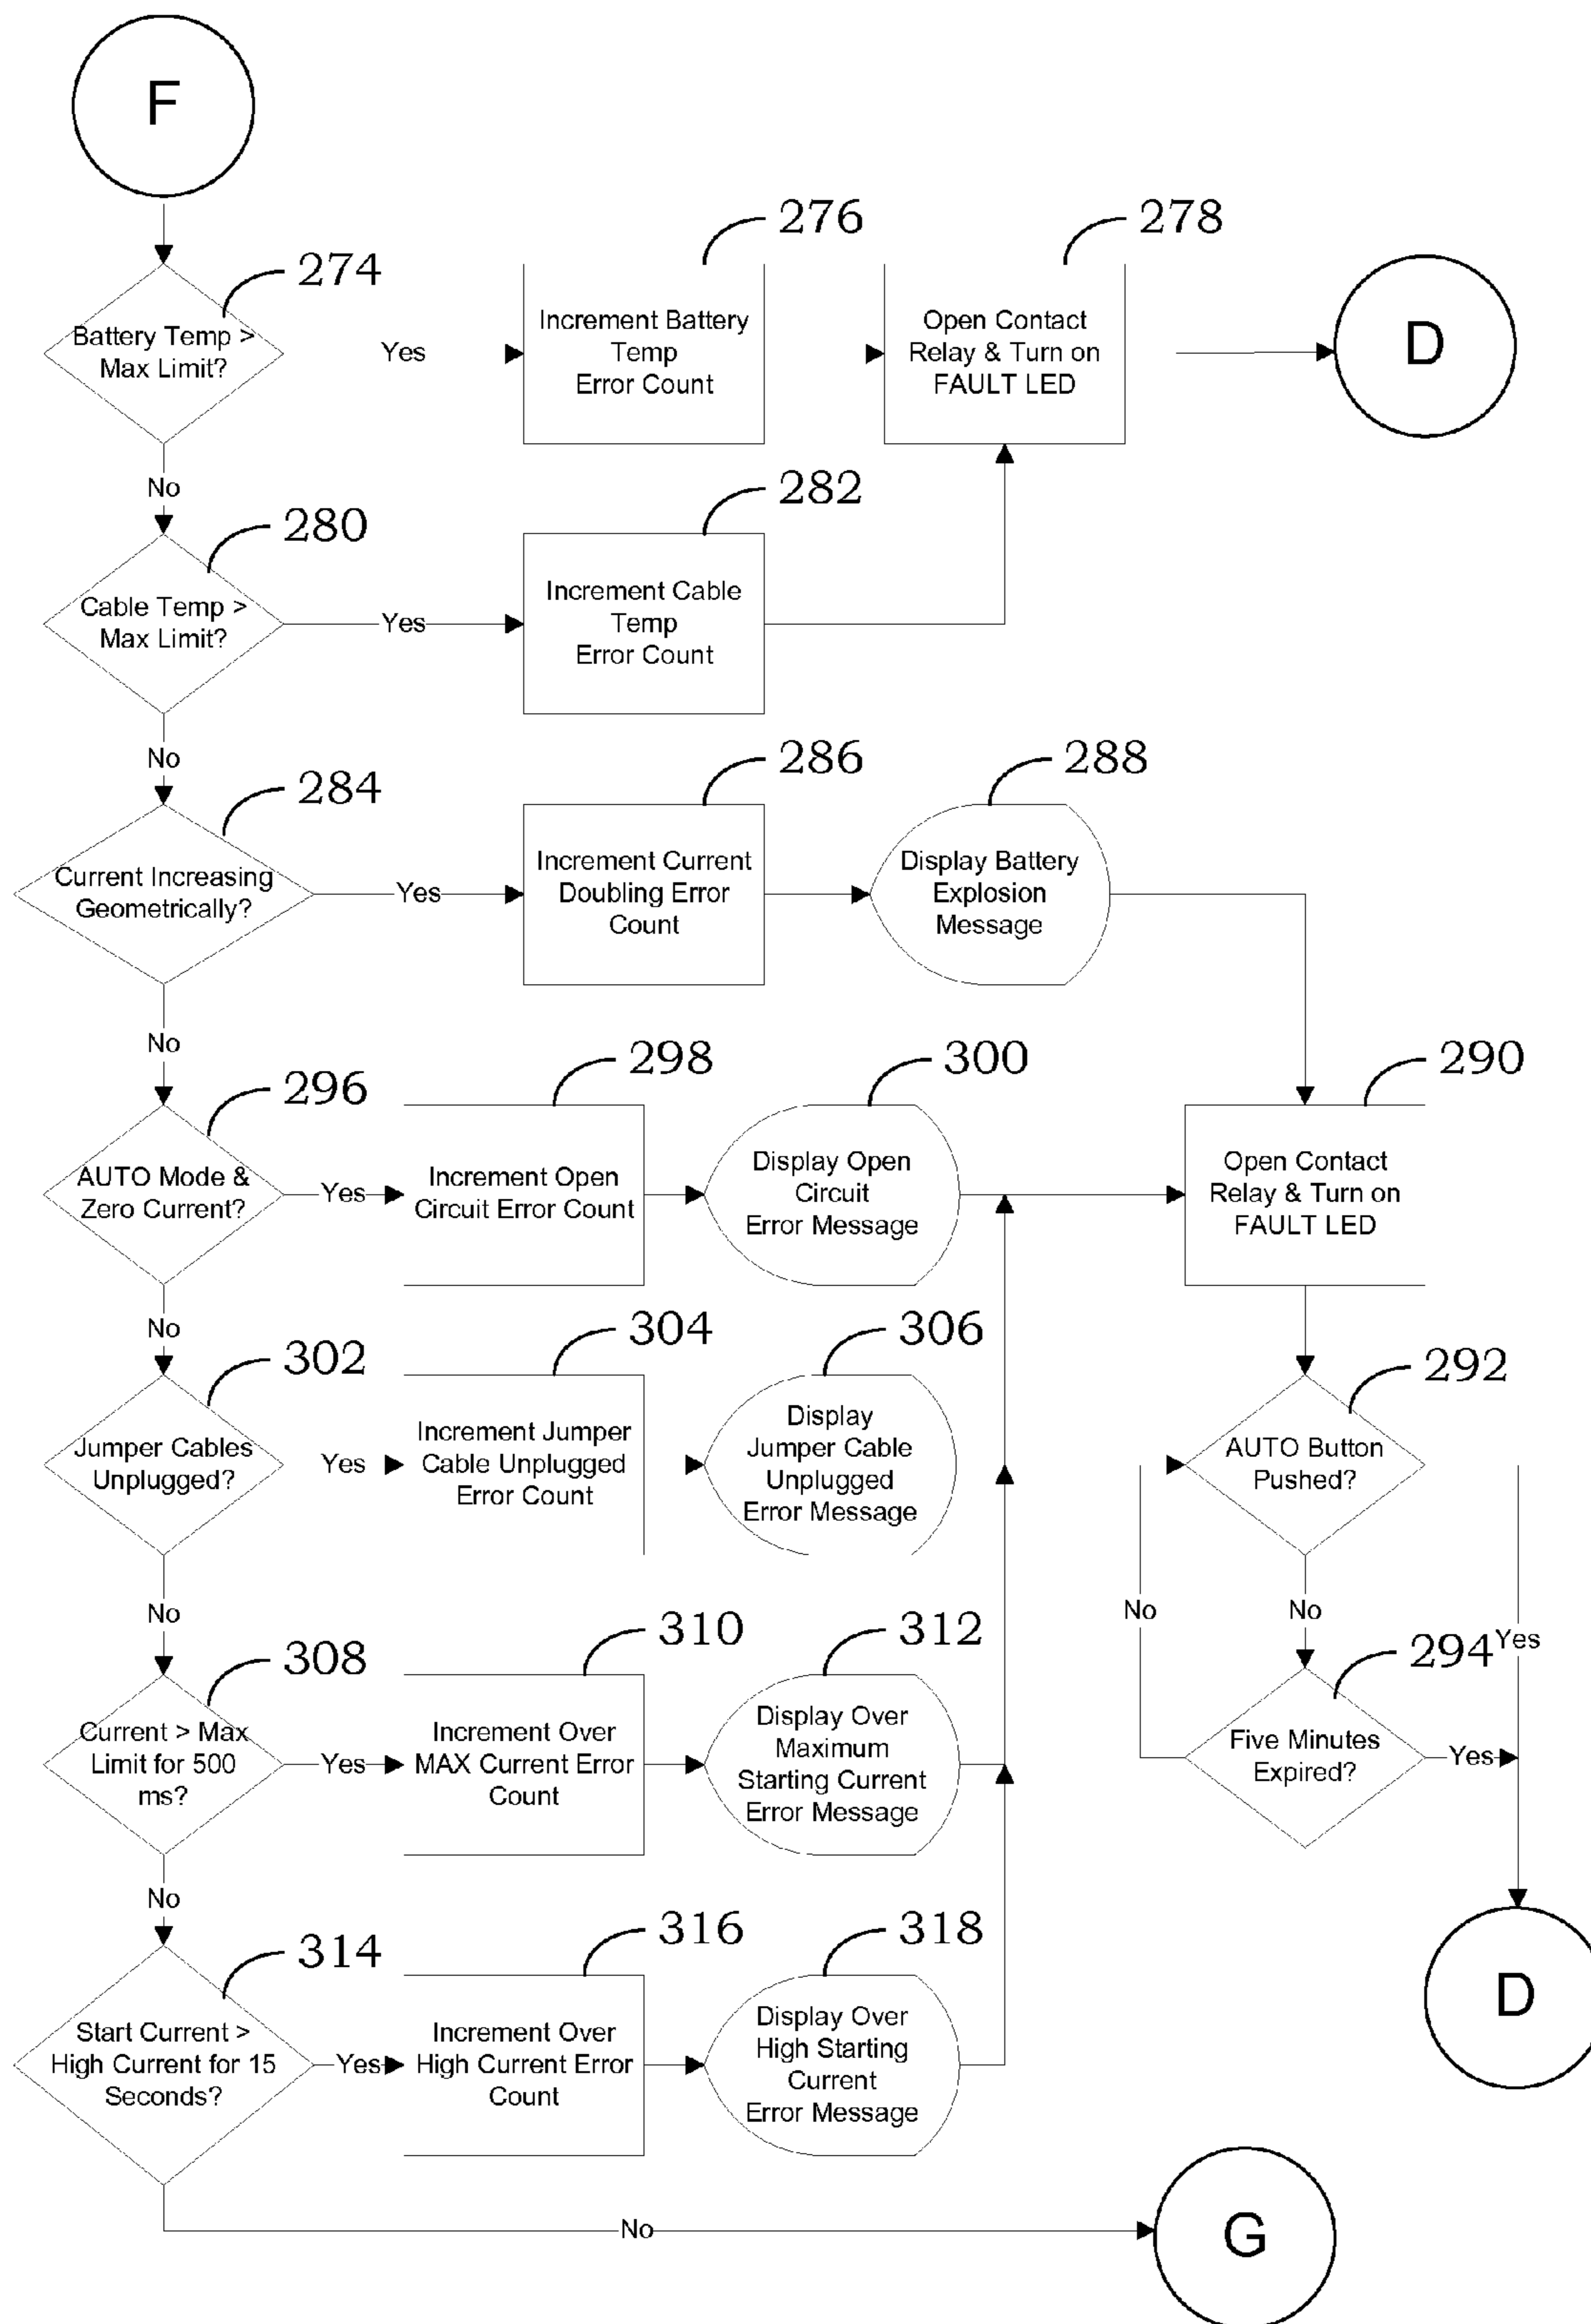 F
274
Battery Temp >
Max Limit?
Yes
276
Increment Battery
Temp
Error Count
278
Open Contact
Relay & Turn on
FAULT LED
D
No
280
Cable Temp >
Max Limit?
Yes
282
Increment Cable
Temp
Error Count
No
284
Current Increasing
Geometrically?
Yes
286
Increment Current
Doubling Error
Count
288
Display Battery
Explosion
Message
No
296
AUTO Mode &
Zero Current?
Yes
298
Increment Open
Circuit Error Count
300
Display Open
Circuit
Error Message
290
Open Contact
Relay & Turn on
FAULT LED
No
302
Jumper Cables
Unplugged?
Yes
304
Increment Jumper
Cable Unplugged
Error Count
306
Display
Jumper Cable
Unplugged
Error Message
292
AUTO Button
Pushed?
No
No
No
Yes
308
Current > Max
Limit for 500
ms?
Yes
310
Increment Over
MAX Current Error
Count
312
Display Over
Maximum
Starting Current
Error Message
294
Five Minutes
Expired?
Yes
No
314
Start Current >
High Current for 15
Seconds?
Yes
316
Increment Over
High Current Error
Count
318
Display Over
High Starting
Current
Error Message
D
No
G